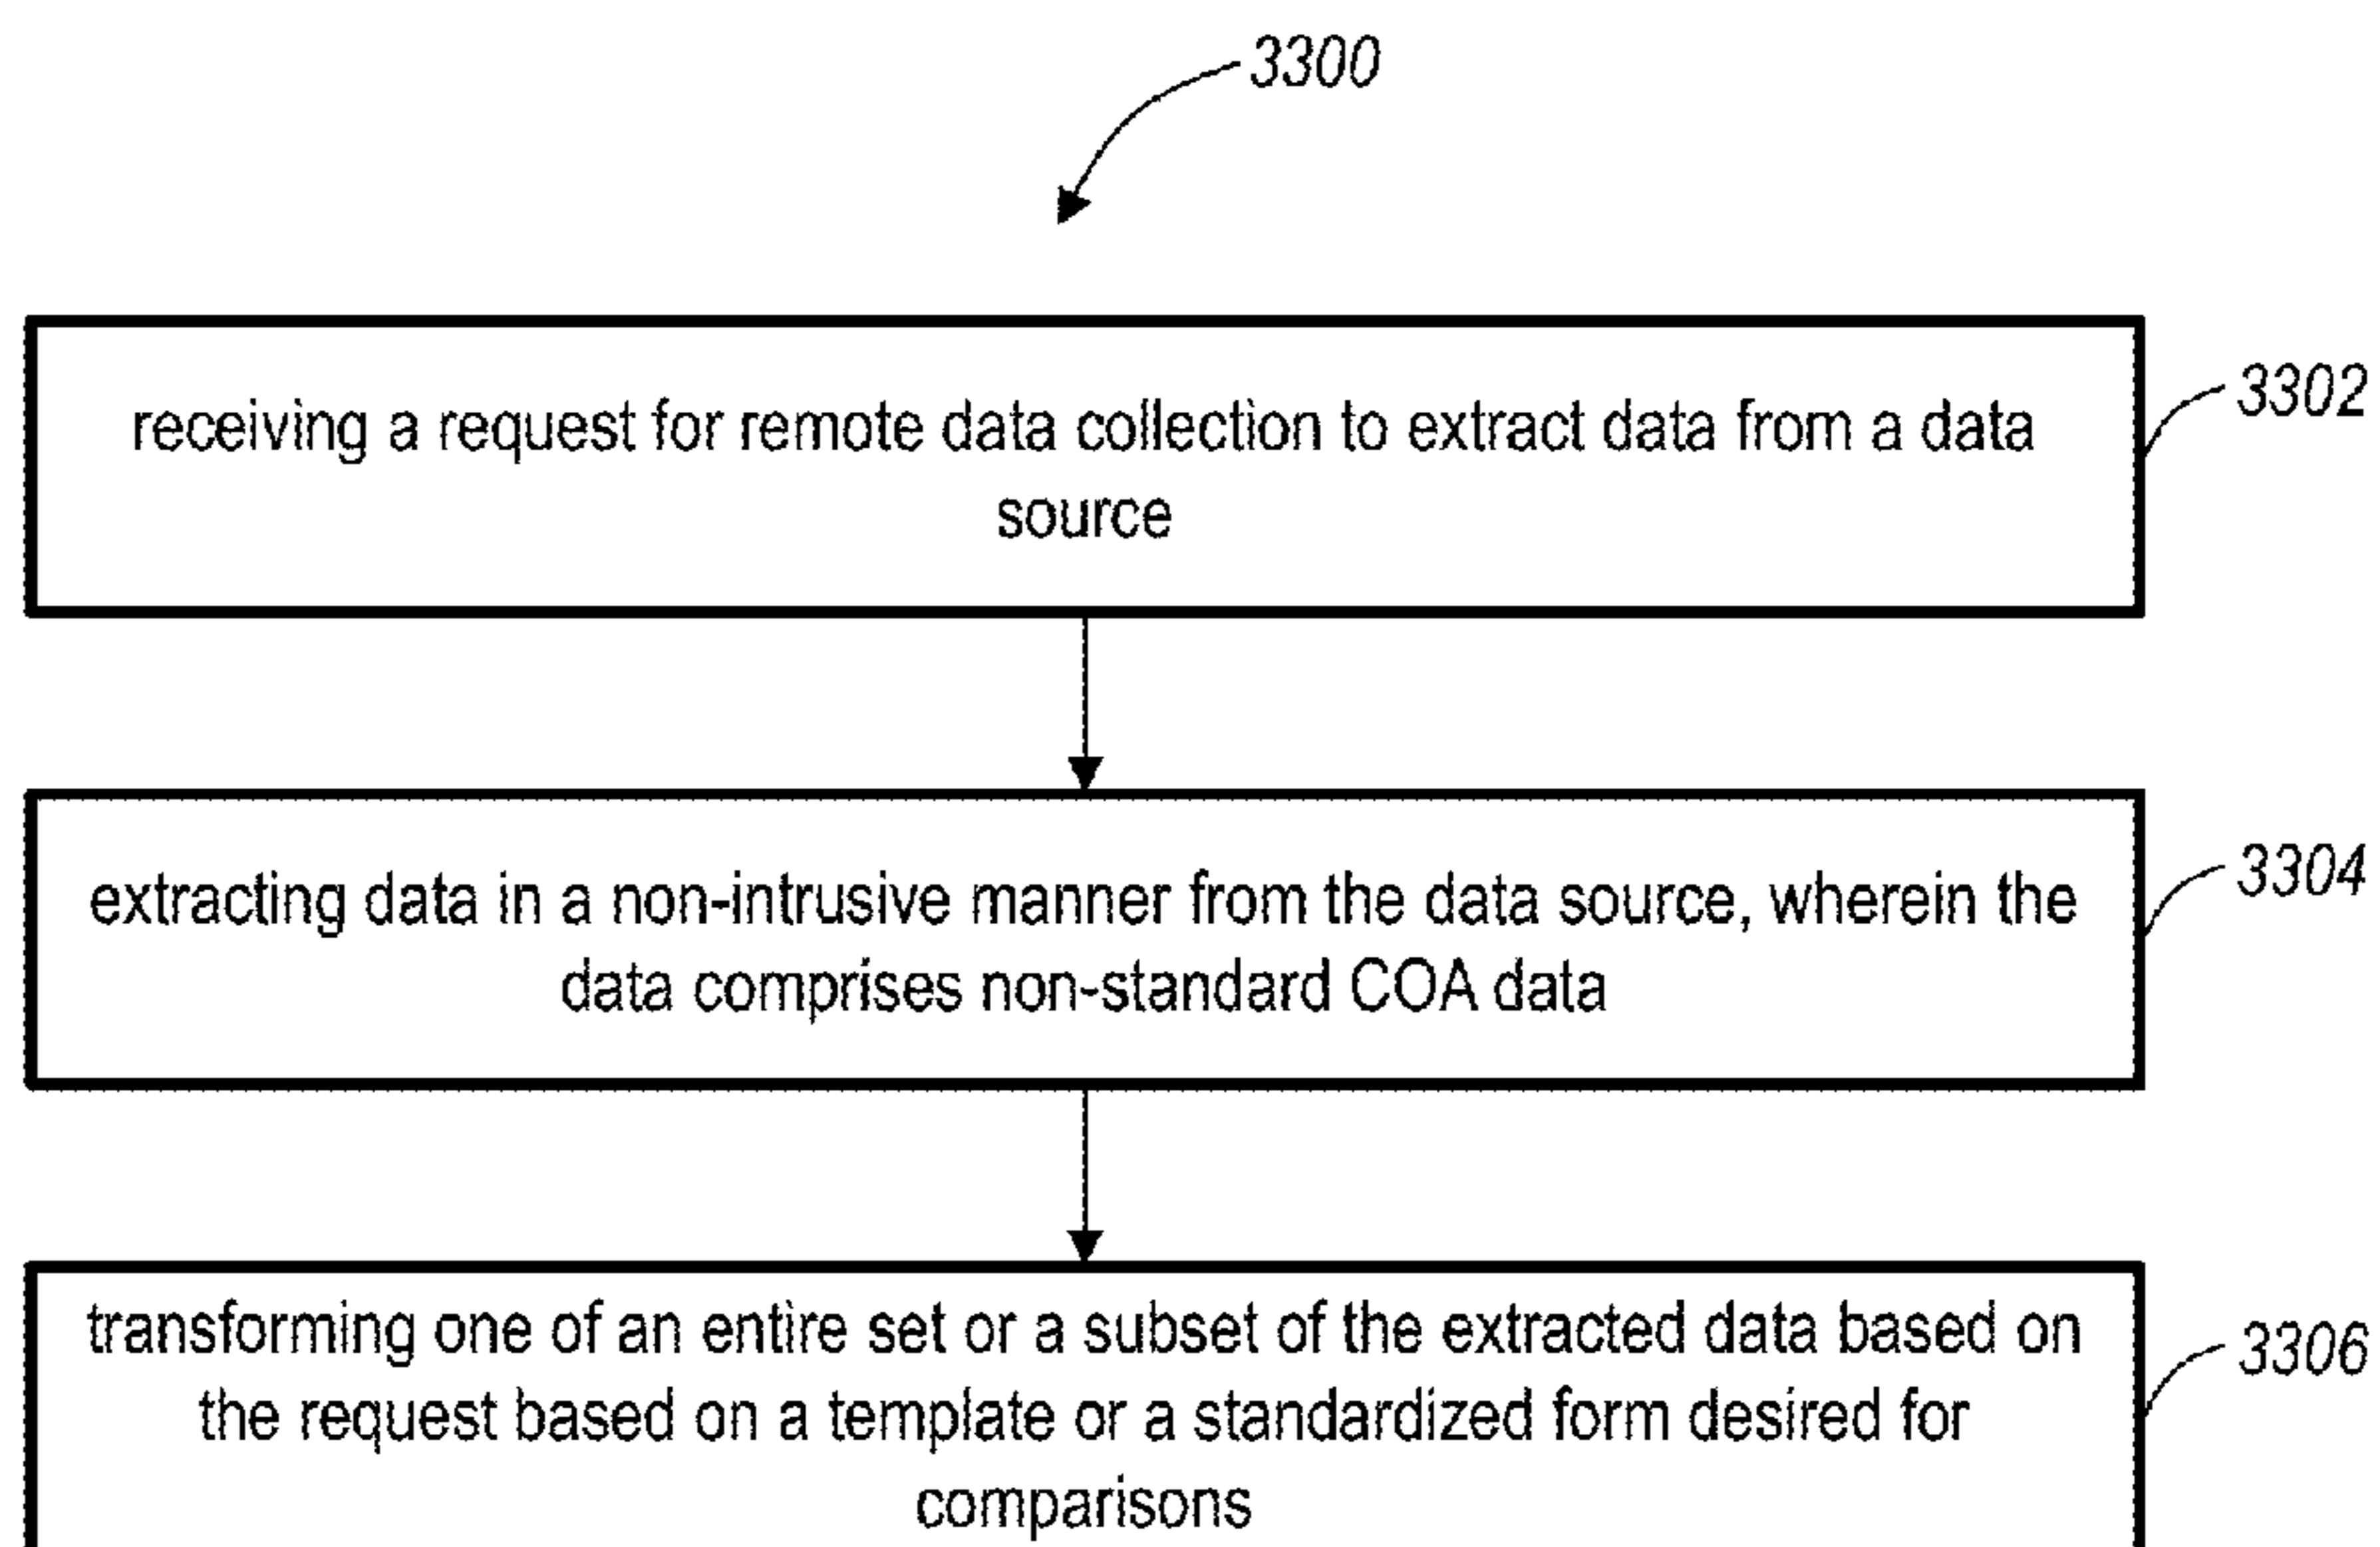 3300
receiving a request for remote data collection to extract data from a data
source
3302
extracting data in a non-intrusive manner from the data source, wherein the
data comprises non-standard COA data
3304
transforming one of an entire set or a subset of the extracted data based on
the request based on a template or a standardized form desired for
comparisons
3306